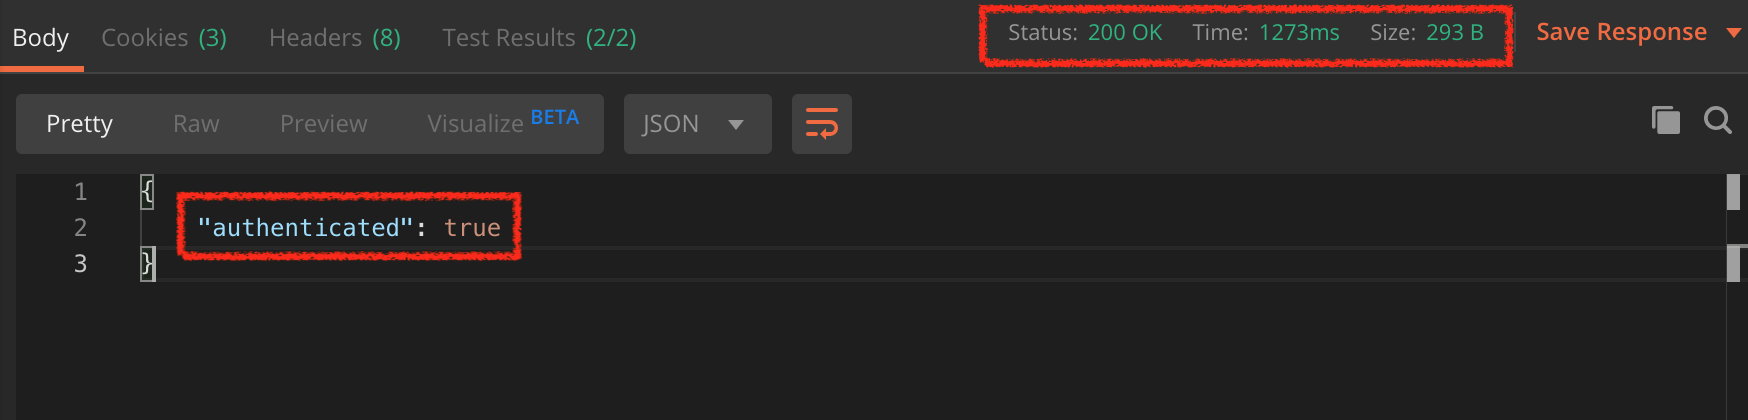 Body Cookies (3) Headers (8) Test Results (2/2) Status: 200 OK Time: 1273ms Size: 293 B Save Response
Pretty Raw Preview Visualize BETA JSON
1 {
2 "authenticated": true
3 }